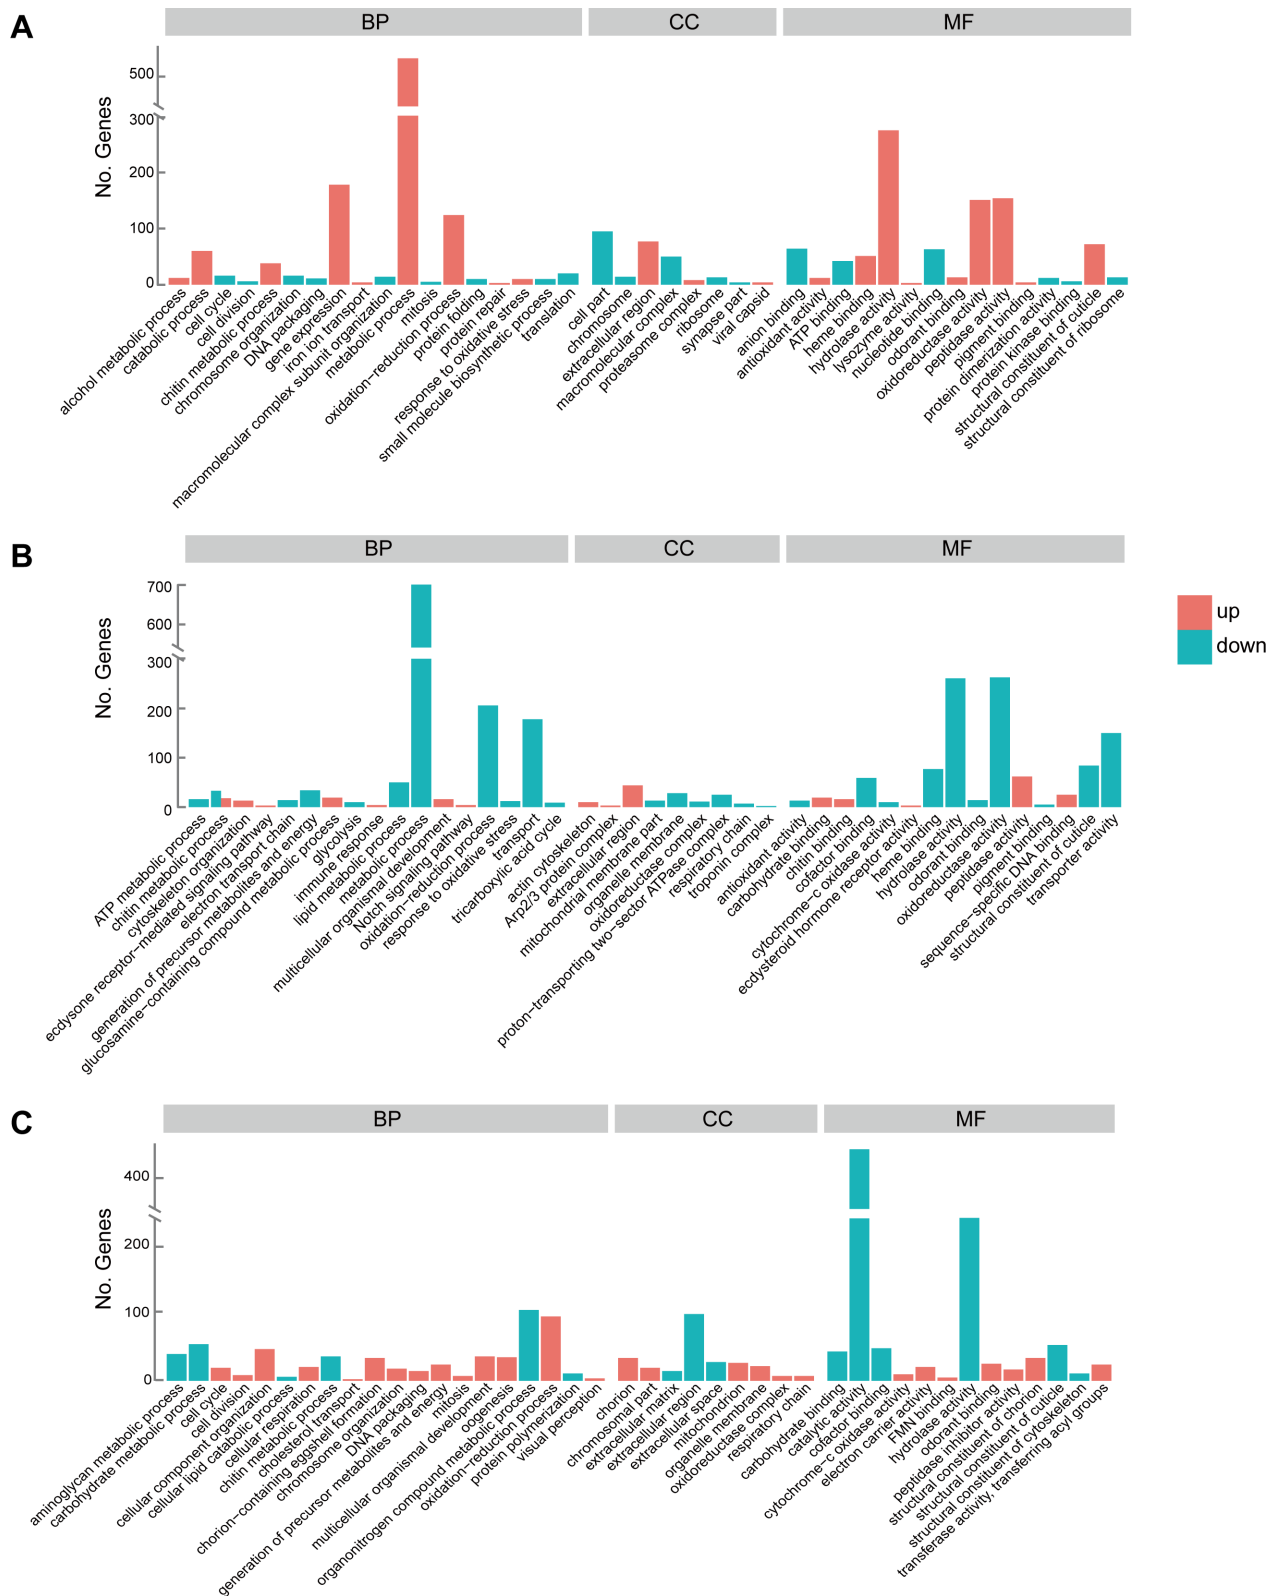 A
BP
CC
MF
No. Genes
500
300
200
100
0
alcohol metabolic process
catabolic process
cell cycle
cell division
chitin metabolic process
chromosome organization
DNA packaging
gene expression
iron ion transport
macromolecular complex subunit organization
metabolic process
mitosis
oxidation−reduction process
protein folding
protein repair
response to oxidative stress
small molecule biosynthetic process
translation
cell part
chromosome
extracellular region
macromolecular complex
proteasome complex
ribosome
synapse part
viral capsid
anion binding
antioxidant activity
ATP binding
heme binding
hydrolase activity
lysozyme activity
nucleotide binding
odorant binding
oxidoreductase activity
peptidase activity
pigment binding
protein dimerization activity
protein kinase binding
structural constituent of cuticle
structural constituent of ribosome
B
BP
CC
MF
No. Genes
700
600
300
200
100
0
ATP metabolic process
chitin metabolic process
cytoskeleton organization
ecdysone receptor−mediated signaling pathway
electron transport chain
generation of precursor metabolites and energy
glucosamine−containing compound metabolic process
glycolysis
immune response
lipid metabolic process
metabolic process
multicellular organismal development
Notch signaling pathway
oxidation−reduction process
response to oxidative stress
transport
tricarboxylic acid cycle
actin cytoskeleton
Arp2/3 protein complex
extracellular region
mitochondrial membrane part
organelle membrane
oxidoreductase complex
proton−transporting two−sector ATPase complex
respiratory chain
troponin complex
antioxidant activity
carbohydrate binding
chitin binding
cofactor binding
cytochrome−c oxidase activity
ecdysteroid hormone receptor activity
heme binding
hydrolase activity
odorant binding
oxidoreductase activity
peptidase activity
pigment binding
sequence−specific DNA binding
structural constituent of cuticle
transporter activity
up
down
C
BP
CC
MF
No. Genes
400
200
100
0
aminoglycan metabolic process
carbohydrate metabolic process
cell cycle
cell division
cellular component organization
cellular lipid catabolic process
cellular respiration
chitin metabolic process
cholesterol transport
chorion−containing eggshell formation
chromosome organization
DNA packaging
generation of precursor metabolites and energy
mitosis
multicellular organismal development
oogenesis
organonitrogen compound metabolic process
oxidation−reduction process
protein polymerization
visual perception
chorion
chromosomal part
extracellular matrix
extracellular region
extracellular space
mitochondrion
organelle membrane
oxidoreductase complex
respiratory chain
carbohydrate binding
catalytic activity
cofactor binding
cytochrome−c oxidase activity
electron carrier activity
FMN binding
hydrolase activity
odorant binding
peptidase inhibitor activity
structural constituent of chorion
structural constituent of cuticle
structural constituent of cytoskeleton
transferase activity, transferring acyl groups